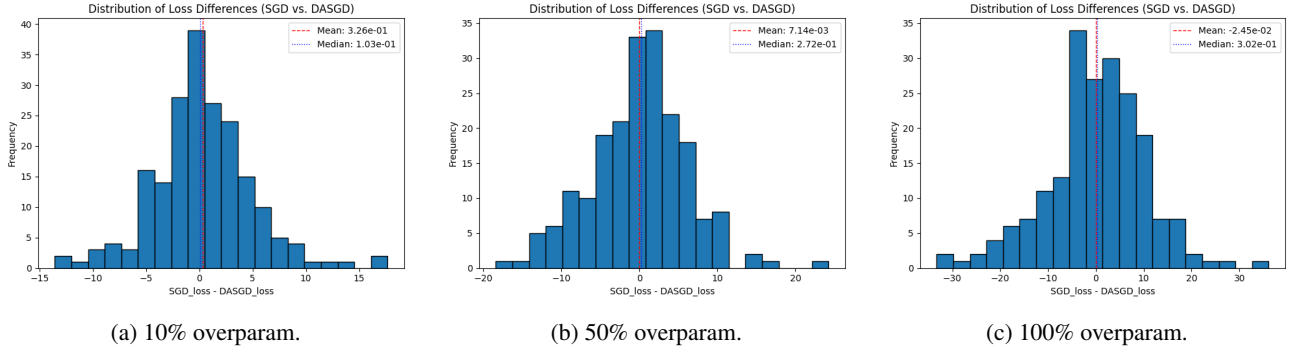 Distribution of Loss Differences (SGD vs. DASGD)
Mean: 3.26e-01
Median: 1.03e-01
40
35
30
25
20
15
10
5
0
Frequency
−15
−10
−5
0
5
10
15
SGD_loss - DASGD_loss
(a) 10% overparam.
Distribution of Loss Differences (SGD vs. DASGD)
Mean: 7.14e-03
Median: 2.72e-01
35
30
25
20
15
10
5
0
Frequency
−20
−10
0
10
20
SGD_loss - DASGD_loss
(b) 50% overparam.
Distribution of Loss Differences (SGD vs. DASGD)
Mean: -2.45e-02
Median: 3.02e-01
35
30
25
20
15
10
5
0
Frequency
−30
−20
−10
0
10
20
30
SGD_loss - DASGD_loss
(c) 100% overparam.